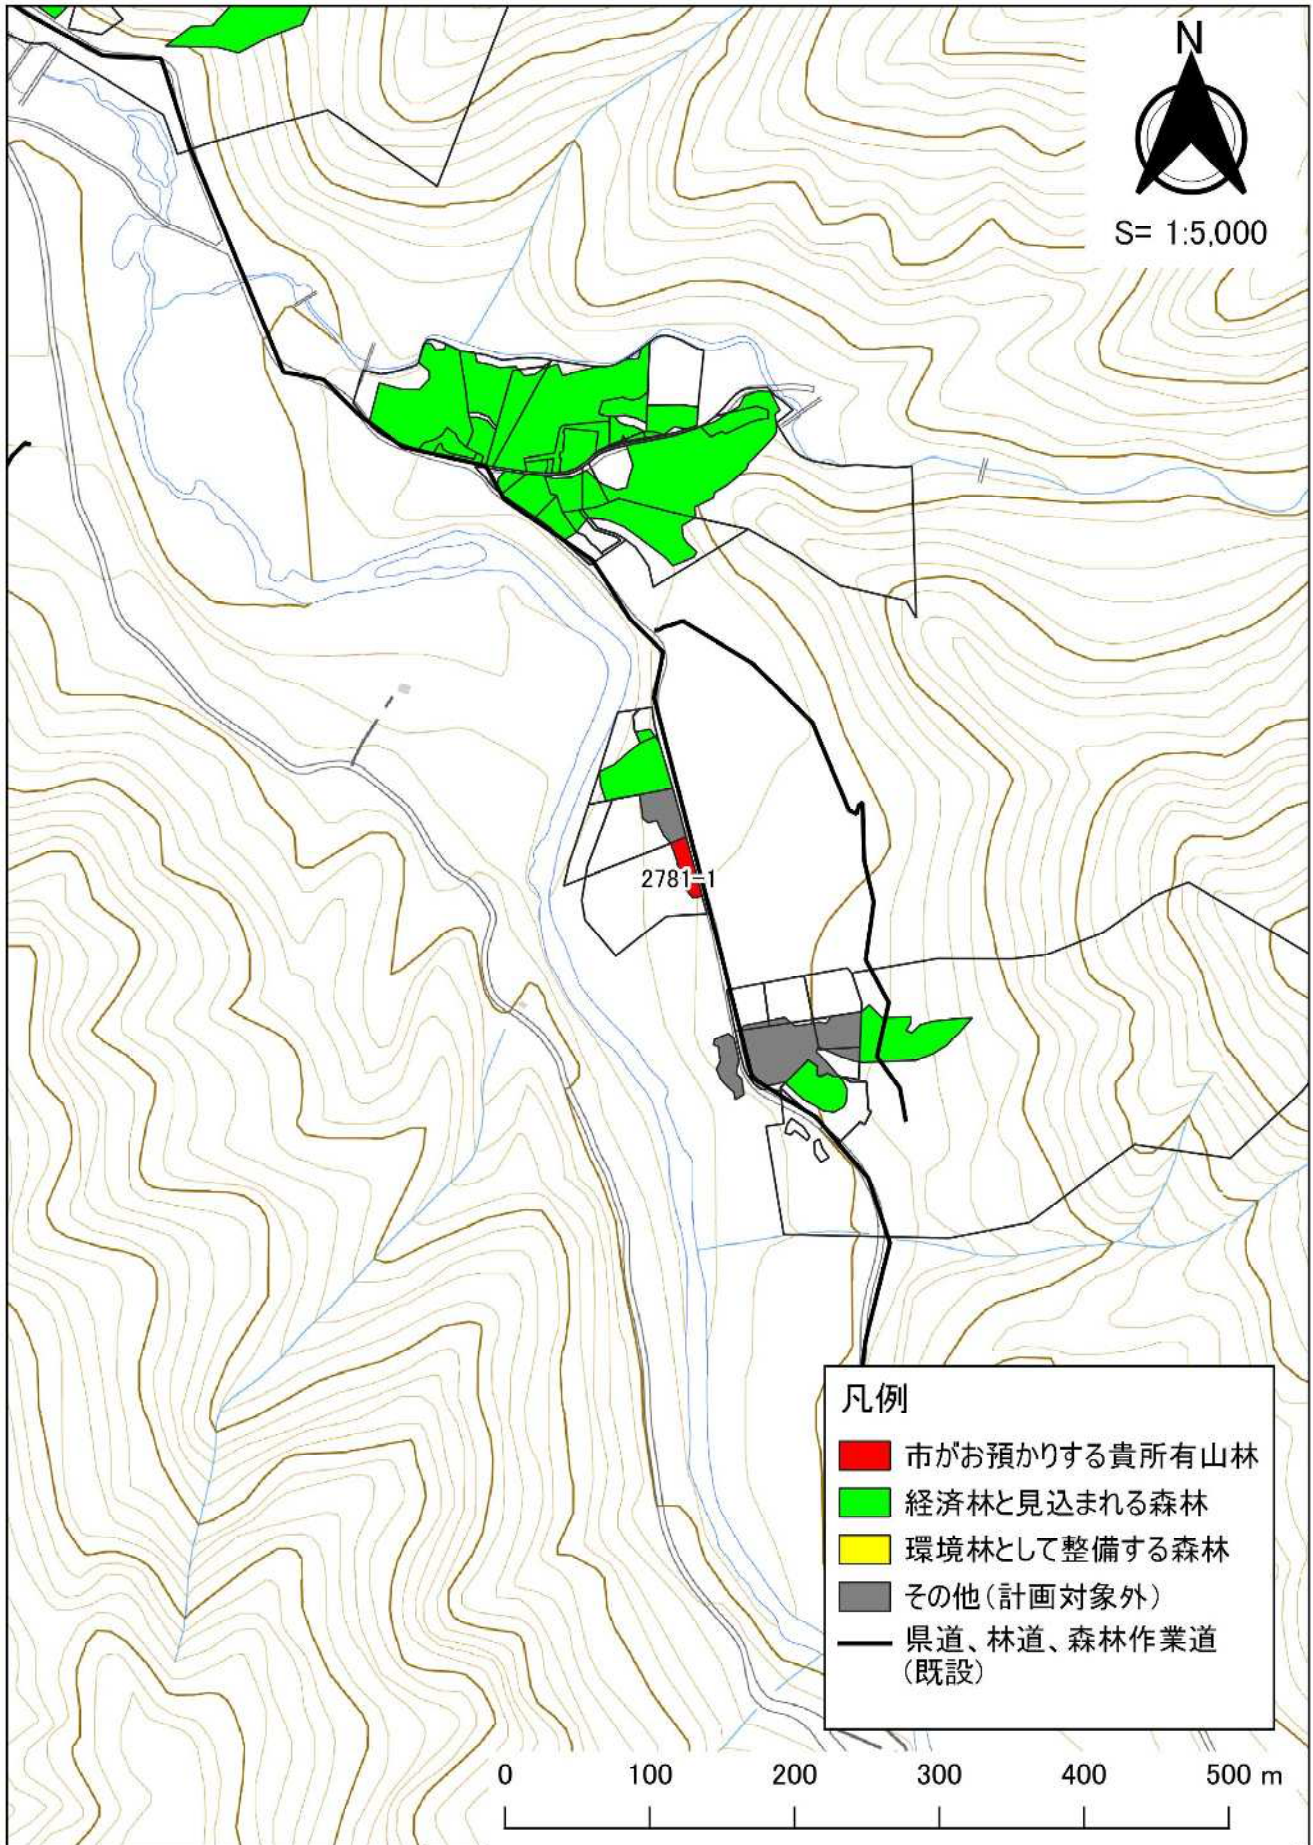 N
S= 1:5,000
2781-1
凡例
市がお預かりする貴所有山林
経済林と見込まれる森林
環境林として整備する森林
その他(計画対象外)
県道、林道、森林作業道
(既設)
0 100 200 300 400 500 m